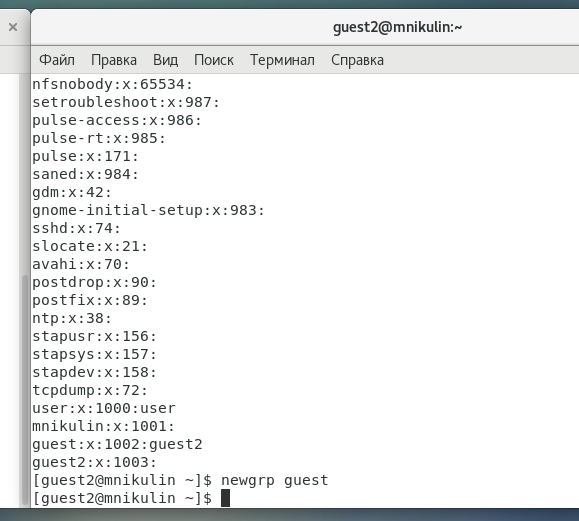 guest2@mnikulin:~
Файл Правка Вид Поиск Терминал Справка
nfsnobody:x:65534:
setroubleshoot:x:987:
pulse-access:x:986:
pulse-rt:x:985:
pulse:x:171:
saned:x:984:
gdm:x:42:
gnome-initial-setup:x:983:
sshd:x:74:
slocate:x:21:
avahi:x:70:
postdrop:x:90:
postfix:x:89:
ntp:x:38:
stapusr:x:156:
stapsys:x:157:
stapdev:x:158:
tcpdump:x:72:
user:x:1000:user
mnikulin:x:1001:
guest:x:1002:guest2
guest2:x:1003:
[guest2@mnikulin ~]$ newgrp guest
[guest2@mnikulin ~]$